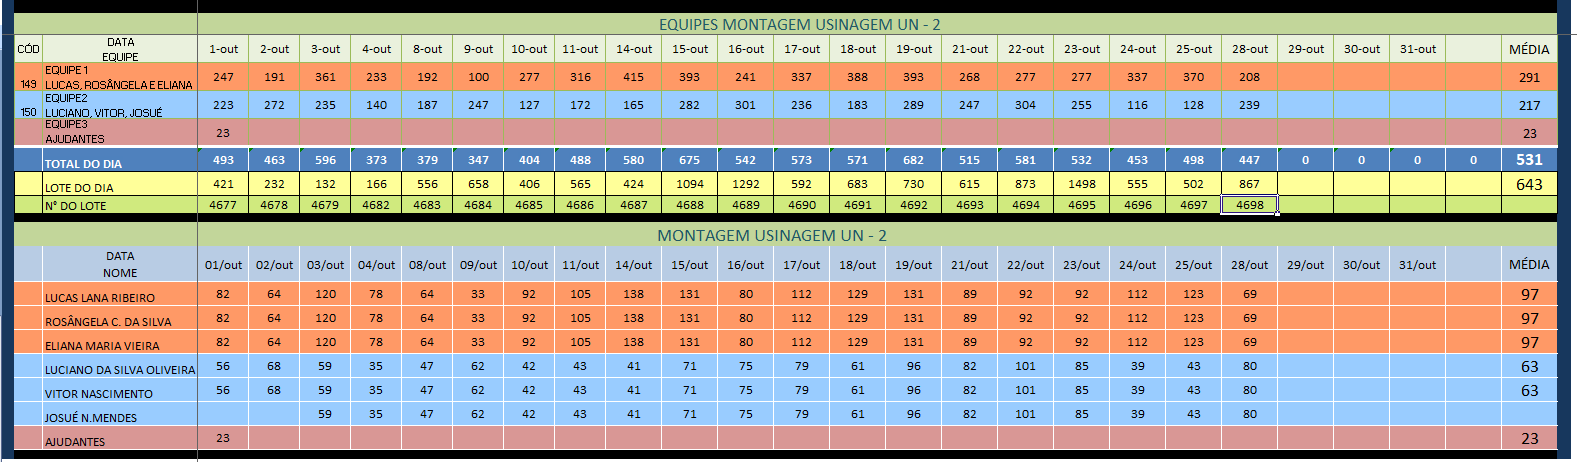 EQUIPES MONTAGEM USINAGEM UN - 2
CÓD DATA EQUIPE 1-out 2-out 3-out 4-out 8-out 9-out 10-out 11-out 14-out 15-out 16-out 17-out 18-out 19-out 21-out 22-out 23-out 24-out 25-out 28-out 29-out 30-out 31-out MÉDIA
149 EQUIPE 1 LUCAS, ROSÂNGELA E ELIANA 247 191 361 233 192 100 277 316 415 393 241 337 388 393 268 277 277 337 370 208 291
150 EQUIPE2 LUCIANO, VITOR, JOSUÉ 223 272 235 140 187 247 127 172 165 282 301 236 183 289 247 304 255 116 128 239 217
EQUIPE3 AJUDANTES 23 23
TOTAL DO DIA 493 463 596 373 379 347 404 488 580 675 542 573 571 682 515 581 532 453 498 447 0 0 0 0 531
LOTE DO DIA 421 232 132 166 556 658 406 565 424 1094 1292 592 683 730 615 873 1498 555 502 867 643
N° DO LOTE 4677 4678 4679 4682 4683 4684 4685 4686 4687 4688 4689 4690 4691 4692 4693 4694 4695 4696 4697 4698
MONTAGEM USINAGEM UN - 2
DATA NOME 01/out 02/out 03/out 04/out 08/out 09/out 10/out 11/out 14/out 15/out 16/out 17/out 18/out 19/out 21/out 22/out 23/out 24/out 25/out 28/out 29/out 30/out 31/out MÉDIA
LUCAS LANA RIBEIRO 82 64 120 78 64 33 92 105 138 131 80 112 129 131 89 92 92 112 123 69 97
ROSÂNGELA C. DA SILVA 82 64 120 78 64 33 92 105 138 131 80 112 129 131 89 92 92 112 123 69 97
ELIANA MARIA VIEIRA 82 64 120 78 64 33 92 105 138 131 80 112 129 131 89 92 92 112 123 69 97
LUCIANO DA SILVA OLIVEIRA 56 68 59 35 47 62 42 43 41 71 75 79 61 96 82 101 85 39 43 80 63
VITOR NASCIMENTO 56 68 59 35 47 62 42 43 41 71 75 79 61 96 82 101 85 39 43 80 63
JOSUÉ N.MENDES 59 35 47 62 42 43 41 71 75 79 61 96 82 101 85 39 43 80
AJUDANTES 23 23